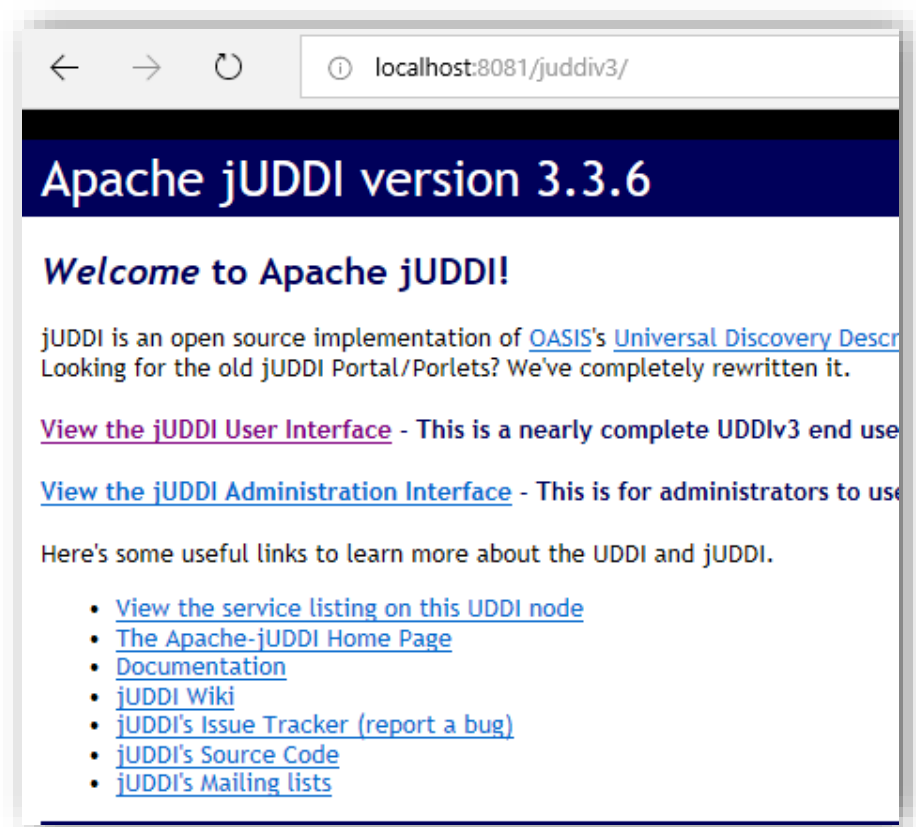 localhost:8081/juddiv3/
Apache jUDDI version 3.3.6
Welcome to Apache jUDDI!
jUDDI is an open source implementation of OASIS's Universal Discovery Descr
Looking for the old jUDDI Portal/Porlets? We've completely rewritten it.
View the jUDDI User Interface - This is a nearly complete UDDIv3 end use
View the jUDDI Administration Interface - This is for administrators to use
Here's some useful links to learn more about the UDDI and jUDDI.
• View the service listing on this UDDI node
• The Apache-jUDDI Home Page
• Documentation
• jUDDI Wiki
• jUDDI's Issue Tracker (report a bug)
• jUDDI's Source Code
• jUDDI's Mailing lists